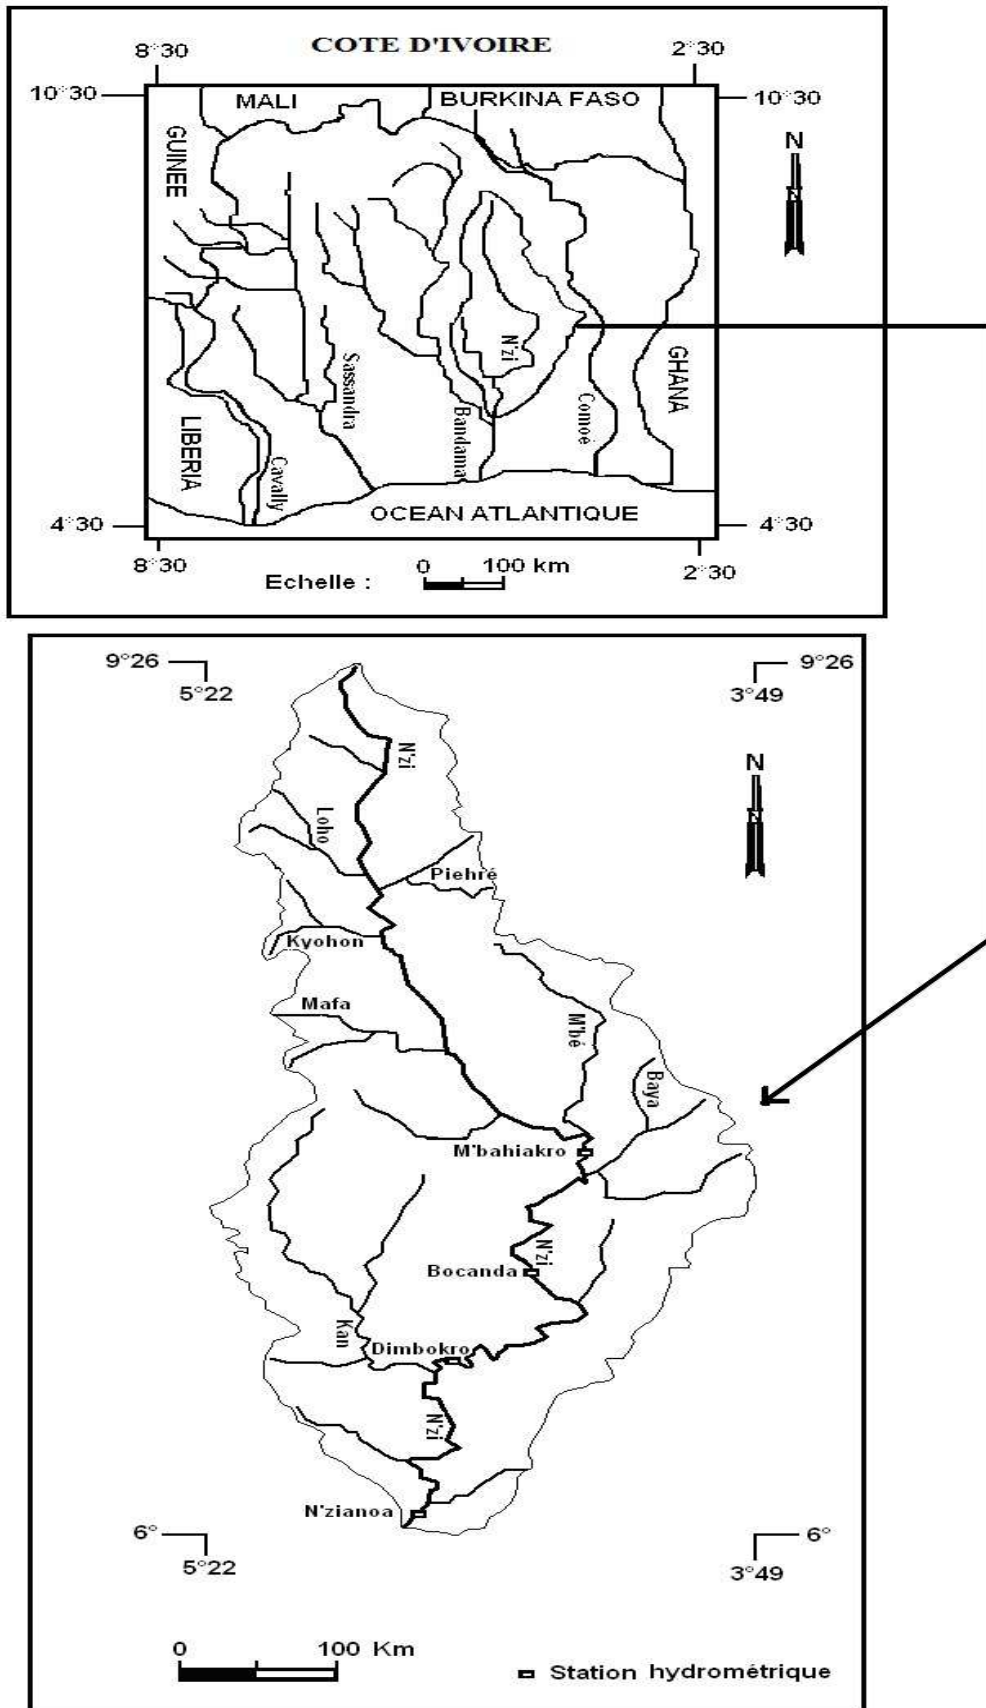 COTE D'IVOIRE
8°30 2°30
10°30 10°30
MALI BURKINA FASO
GUINEE
N
N'zi
Sassandra
GHANA
Comoé
Bandama
LIBERIA
Cavally
OCEAN ATLANTIQUE
4°30 4°30
8°30 2°30
Echelle : 0 100 km
9°26 9°26
5°22 3°49
N'zi
N
Loho
Piehré
Kyohon
Mafa
M'bé
Baya
M'bahiakro
N'zi
Bocanda
Kan
Dimbokro
N'zi
N'zianoa
6° 6°
5°22 3°49
0 100 Km
Station hydrométrique